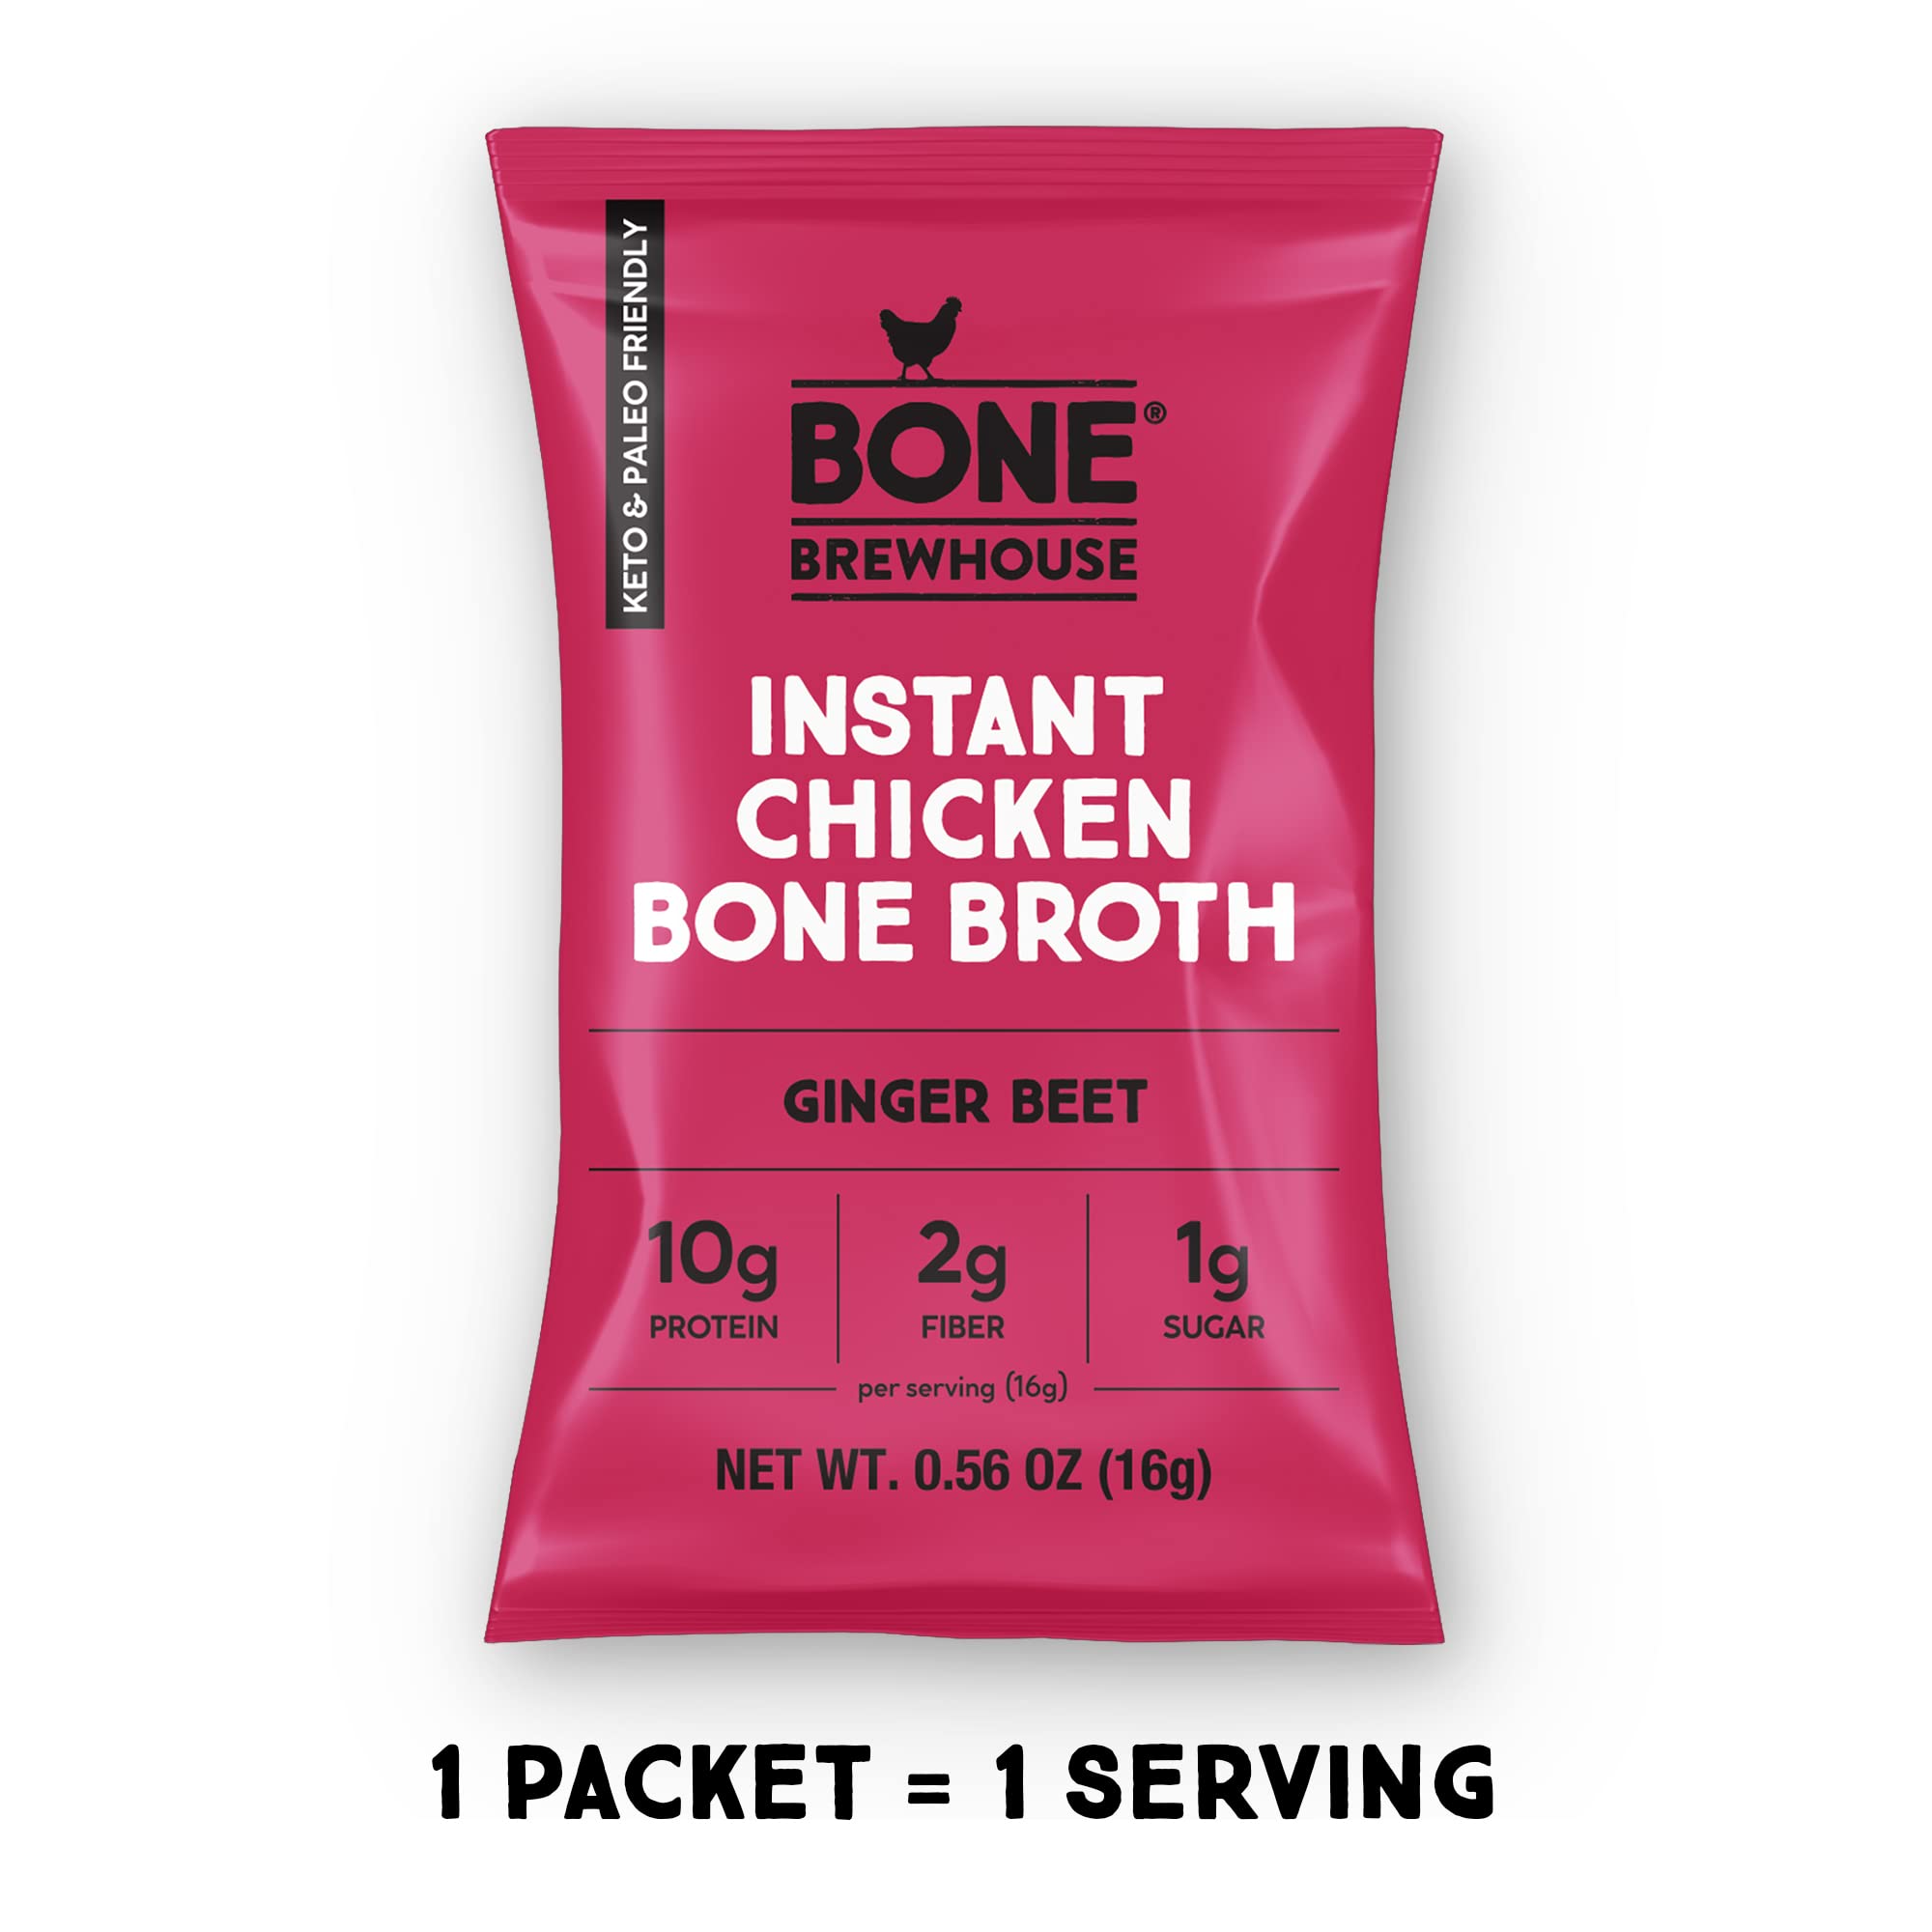 KETO & PALEO FRIENDLY
BONE®
BREWHOUSE
INSTANT
CHICKEN
BONE BROTH
GINGER BEET
10g
PROTEIN
2g
FIBER
1g
SUGAR
per serving (16g)
NET WT. 0.56 OZ (16g)
1 PACKET = 1 SERVING